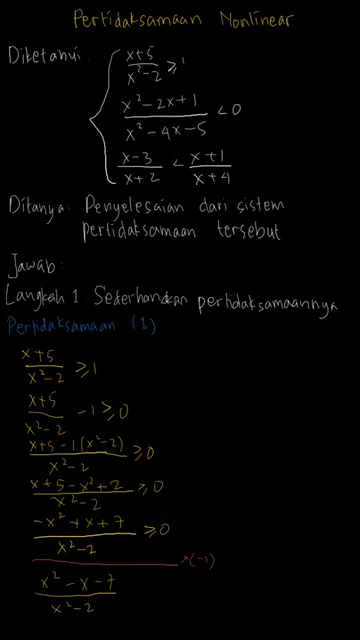 Pertidaksamaan Nonlinear
Diketahui: { (x+5)/(x²-2) ≥ 1
(x²-2x+1)/(x²-4x-5) < 0
(x-3)/(x+2) < (x+1)/(x+4)
Ditanya: Penyelesaian dari sistem
pertidaksamaan tersebut
Jawab:
Langkah 1: Sederhanakan pertidaksamaannya
Pertidaksamaan (1)
(x+5)/(x²-2) ≥ 1
(x+5)/(x²-2) -1 ≥ 0
(x+5-1(x²-2))/(x²-2) ≥ 0
(x+5-x²+2)/(x²-2) ≥ 0
(-x²+x+7)/(x²-2) ≥ 0
×(-1)
(x²-x-7)/(x²-2)